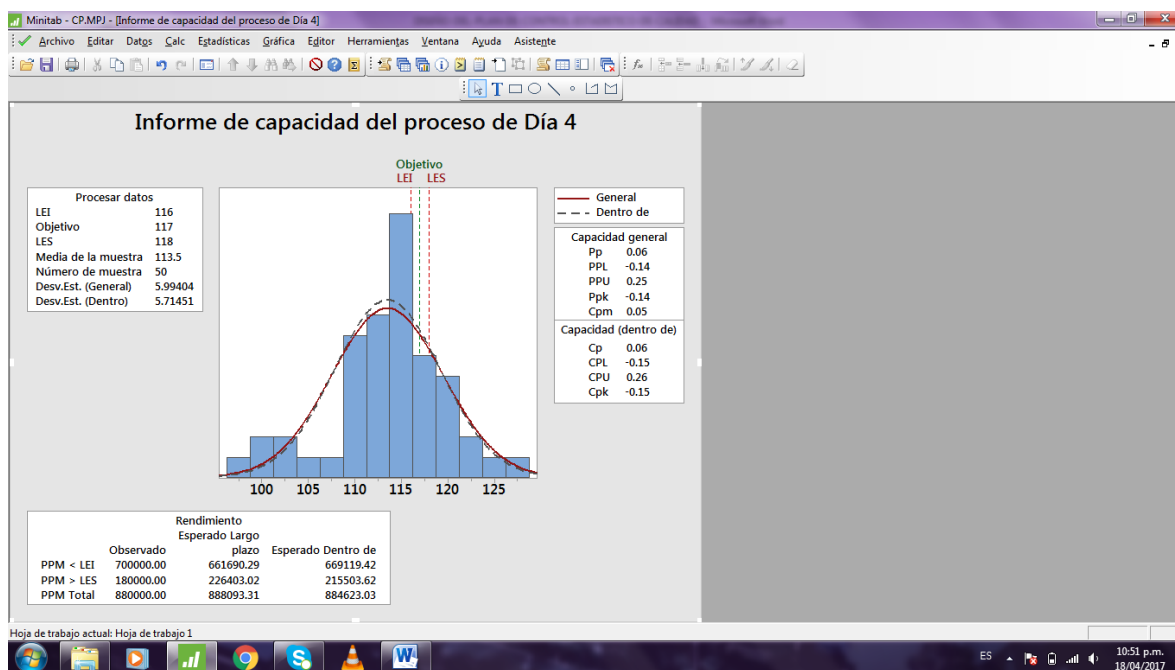 Minitab - CP.MPJ - [Informe de capacidad del proceso de Día 4]
Archivo Editar Datos Calc Estadísticas Gráfica Editor Herramientas Ventana Ayuda Asistente
Informe de capacidad del proceso de Día 4
Objetivo
LEI LES
Procesar datos
LEI 116
Objetivo 117
LES 118
Media de la muestra 113.5
Número de muestra 50
Desv.Est. (General) 5.99404
Desv.Est. (Dentro) 5.71451
General
Dentro de
Capacidad general
Pp 0.06
PPL -0.14
PPU 0.25
Ppk -0.14
Cpm 0.05
Capacidad (dentro de)
Cp 0.06
CPL -0.15
CPU 0.26
Cpk -0.15
100 105 110 115 120 125
Rendimiento
Esperado Largo
Observado plazo Esperado Dentro de
PPM < LEI 700000.00 661690.29 669119.42
PPM > LES 180000.00 226403.02 215503.62
PPM Total 880000.00 888093.31 884623.03
Hoja de trabajo actual: Hoja de trabajo 1
ES
10:51 p.m.
18/04/2017